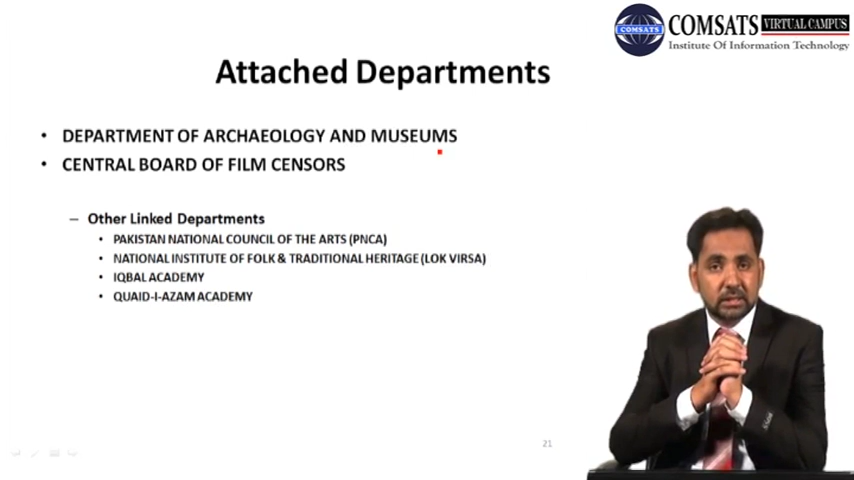 COMSATS VIRTUAL CAMPUS
COMSATS
Institute Of Information Technology
Attached Departments
• DEPARTMENT OF ARCHAEOLOGY AND MUSEUMS
• CENTRAL BOARD OF FILM CENSORS
– Other Linked Departments
• PAKISTAN NATIONAL COUNCIL OF THE ARTS (PNCA)
• NATIONAL INSTITUTE OF FOLK & TRADITIONAL HERITAGE (LOK VIRSA)
• IQBAL ACADEMY
• QUAID-I-AZAM ACADEMY
21